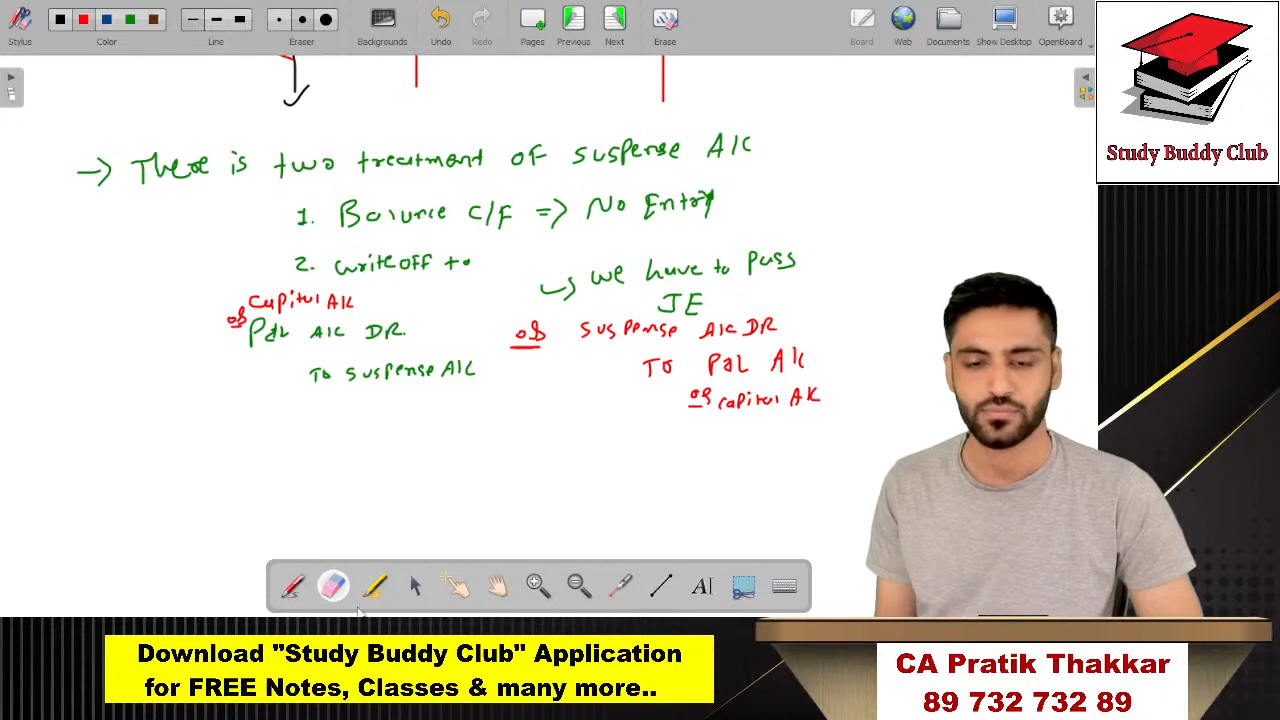 Stylus
Color
Line
Eraser
Backgrounds
Undo
Redo
Pages
Previous
Next
Erase
Board
Web
Documents
Show Desktop
OpenBoard
Study Buddy Club
→ There is two treatment of suspense A/C
1. Balance C/F => No Entry
2. write off to
↳ we have to pass
JE
or Capital A/C
P&L A/C DR.
To suspense A/C
or suspense A/C DR
To P&L A/C
or capital A/C
Download "Study Buddy Club" Application
for FREE Notes, Classes & many more..
CA Pratik Thakkar
89 732 732 89